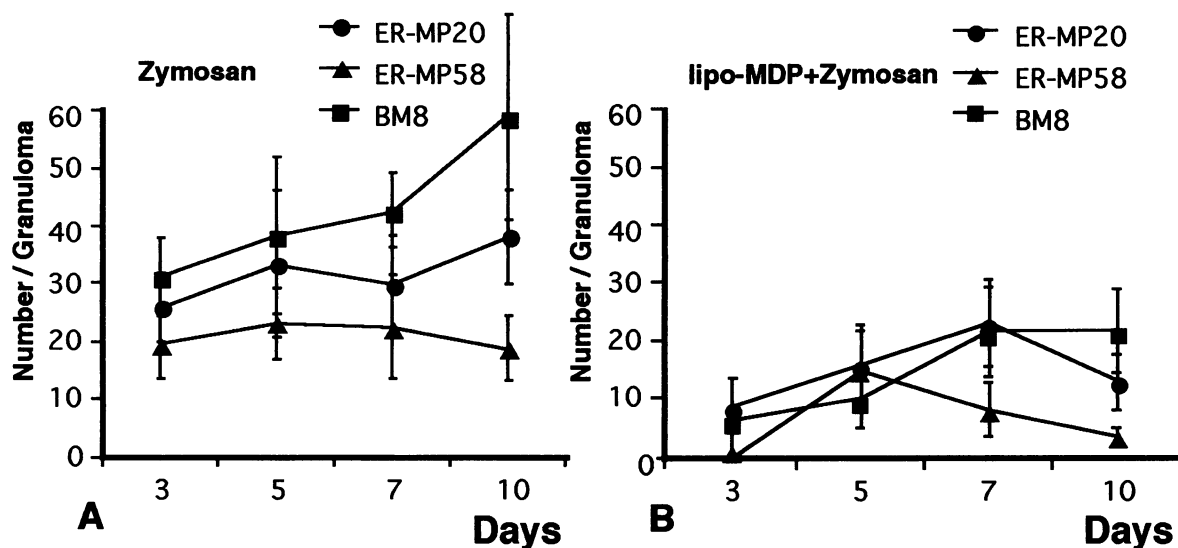 Zymosan
ER-MP20
ER-MP58
BM8
Number / Granuloma
60
50
40
30
20
10
0
3 5 7 10
A Days
lipo-MDP+Zymosan
ER-MP20
ER-MP58
BM8
Number / Granuloma
60
50
40
30
20
10
0
3 5 7 10
B Days